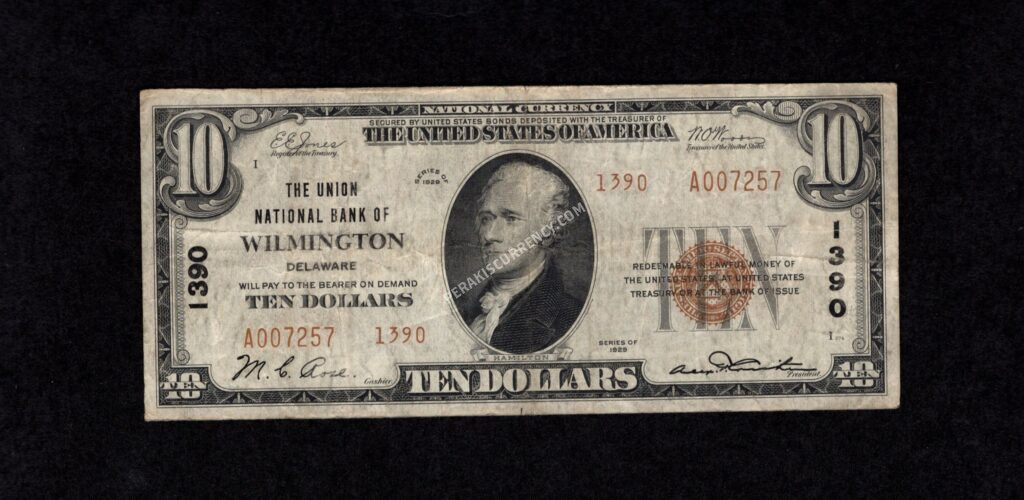 NATIONAL CURRENCY
SECURED BY UNITED STATES BONDS DEPOSITED WITH THE TREASURER OF
THE UNITED STATES OF AMERICA
10
10
E.E. Jones
Register of the Treasury.
Treasurer of the United States.
I
SERIES OF
1929
1390 A007257
THE UNION
NATIONAL BANK OF
WILMINGTON
DELAWARE
WILL PAY TO THE BEARER ON DEMAND
TEN DOLLARS
1390
1390
TEN
REDEEMABLE IN LAWFUL MONEY OF
THE UNITED STATES, AT UNITED STATES
TREASURY OR AT THE BANK OF ISSUE
A007257 1390
SERIES OF
1929
I
HAMILTON
M. C. Rose. Cashier.
President.
TEN
10
TEN DOLLARS
TEN
10